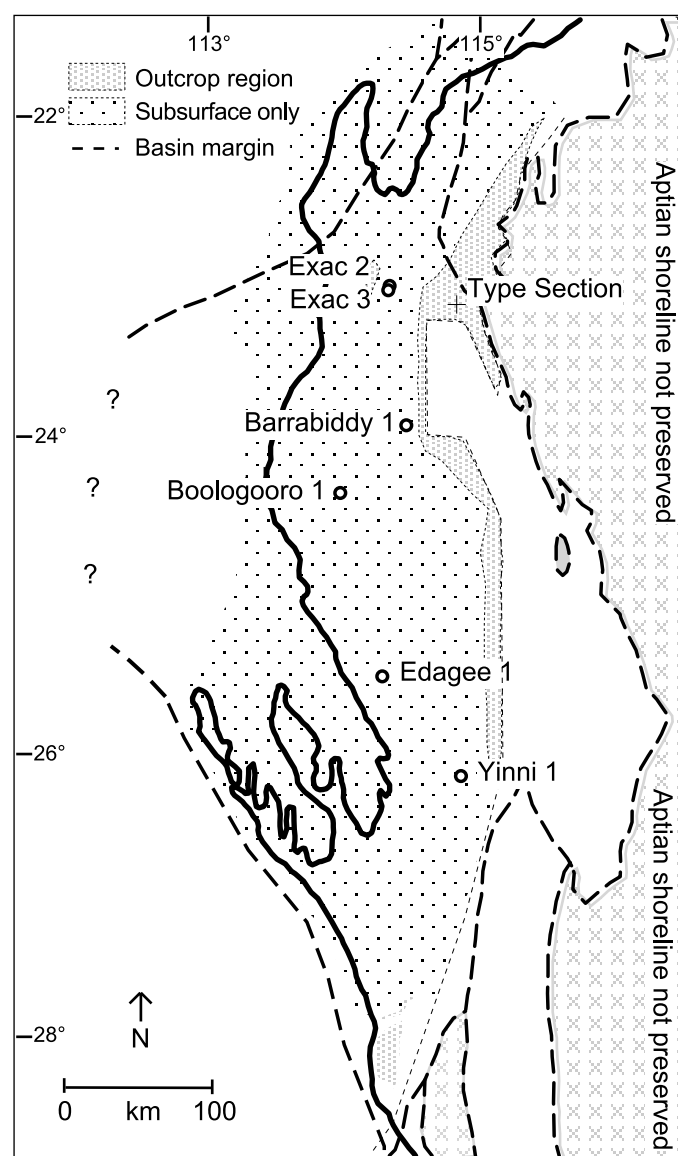 113°
115°
Outcrop region
Subsurface only
Basin margin
22°
Aptian shoreline not preserved
Exac 2
Exac 3
Type Section
?
Barrabiddy 1
24°
?
Boologooro 1
?
Edagee 1
26°
Yinni 1
Aptian shoreline not preserved
N
28°
0 km 100